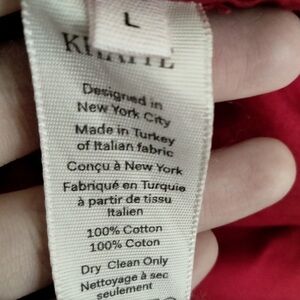 L
KHAITE
Designed in
New York City
Made in Turkey
of Italian fabric
Conçu à New York
Fabriqué en Turquie
à partir de tissu
Italien
100% Cotton
100% Coton
Dry Clean Only
Nettoyage à sec
seulement